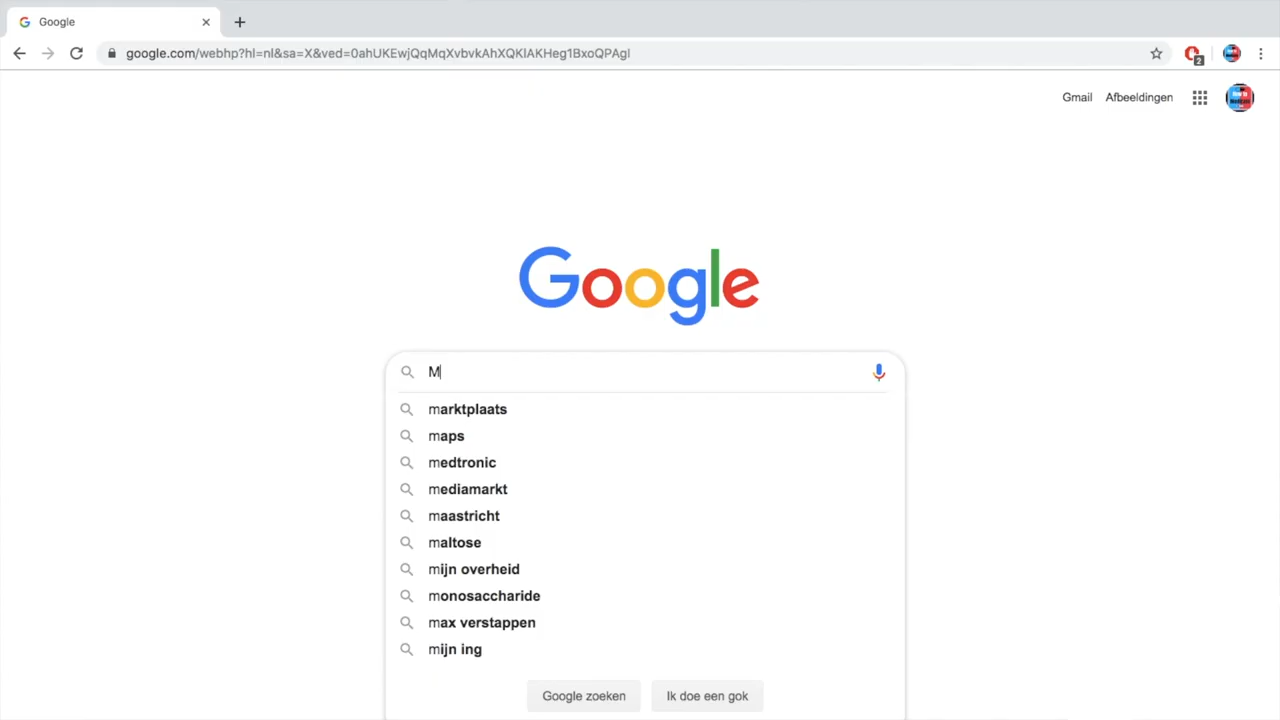 Google
google.com/webhp?hl=nl&sa=X&ved=0ahUKEwjQqMqXvbvkAhXQKlAKHeg1BxoQPAgI
2
Gmail Afbeeldingen
Google
M
marktplaats
maps
medtronic
mediamarkt
maastricht
maltose
mijn overheid
monosaccharide
max verstappen
mijn ing
Google zoeken Ik doe een gok